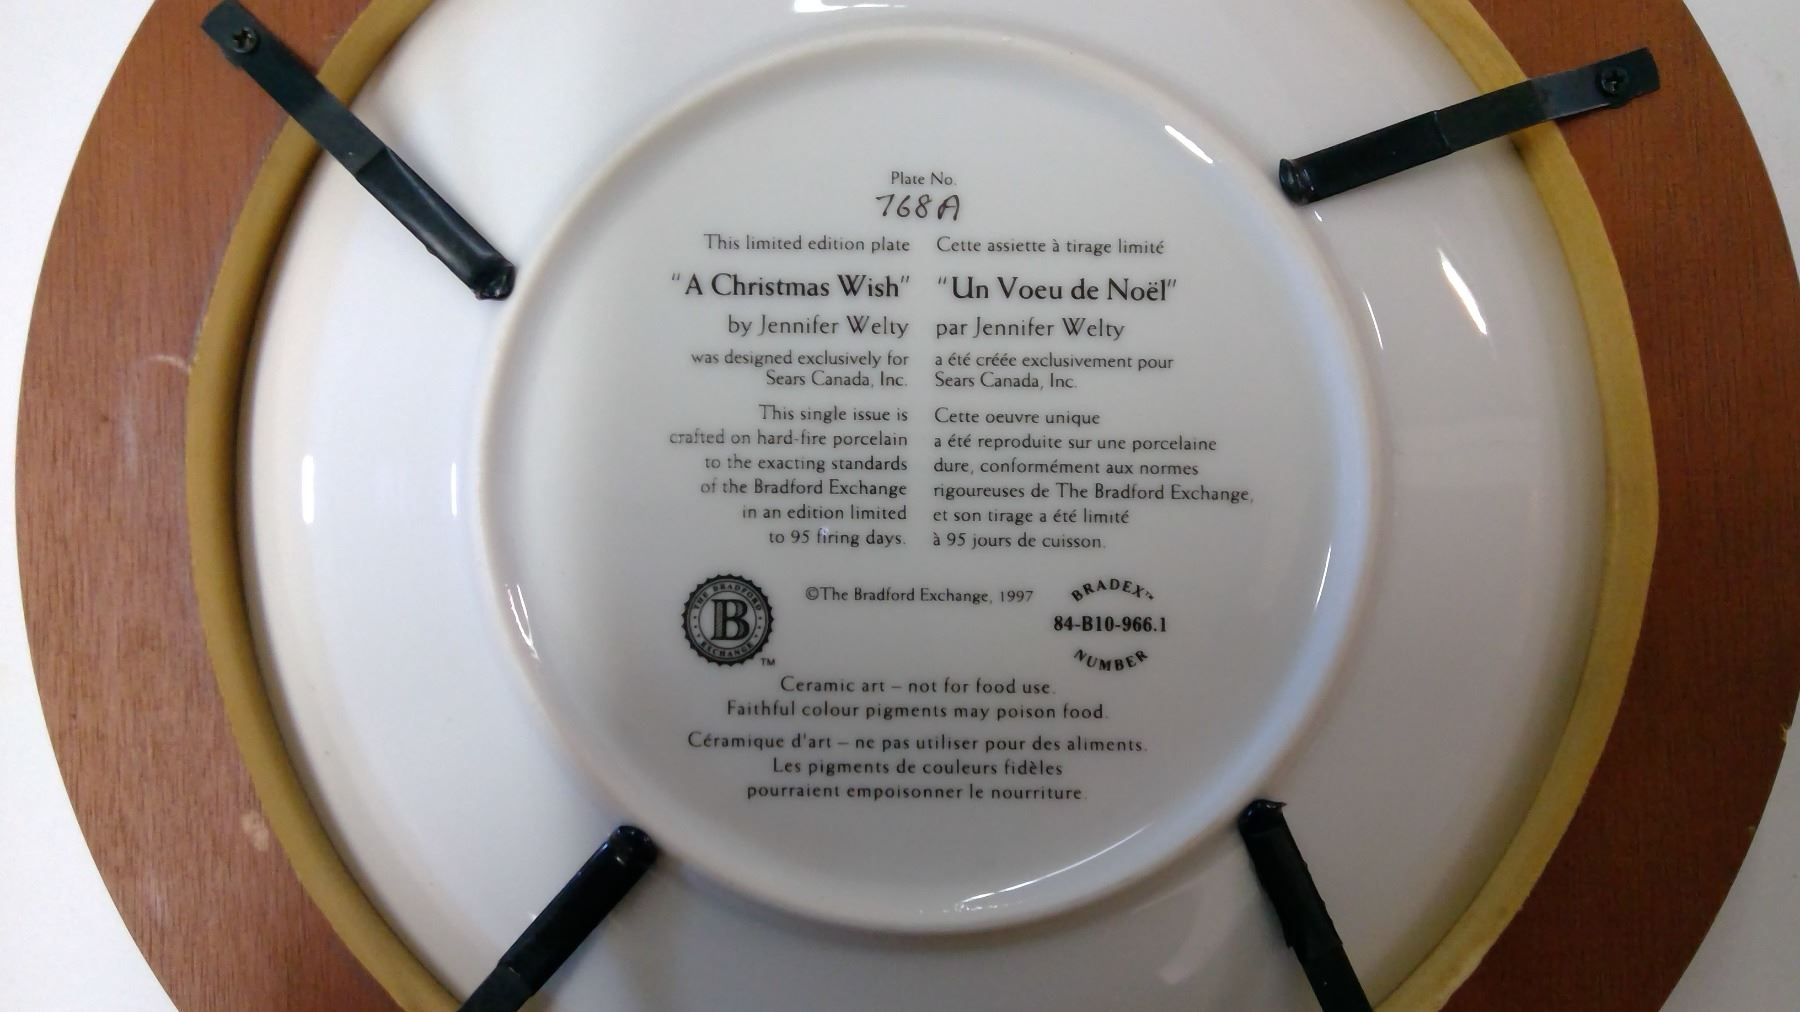 Plate No.
768A
This limited edition plate
"A Christmas Wish"
by Jennifer Welty
was designed exclusively for
Sears Canada, Inc.
This single issue is
crafted on hard-fire porcelain
to the exacting standards
of the Bradford Exchange
in an edition limited
to 95 firing days.
Cette assiette à tirage limité
"Un Voeu de Noël"
par Jennifer Welty
a été créée exclusivement pour
Sears Canada, Inc.
Cette oeuvre unique
a été reproduite sur une porcelaine
dure, conformément aux normes
rigoureuses de The Bradford Exchange,
et son tirage a été limité
à 95 jours de cuisson.
THE BRADFORD
B
EXCHANGE
TM
©The Bradford Exchange, 1997
BRADEX™
84-B10-966.1
NUMBER
Ceramic art – not for food use.
Faithful colour pigments may poison food.
Céramique d'art – ne pas utiliser pour des aliments.
Les pigments de couleurs fidèles
pourraient empoisonner le nourriture.